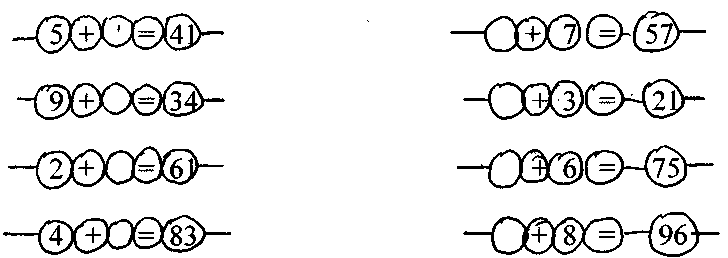 5 + = 41
+ 7 = 57
9 + = 34
+ 3 = 21
2 + = 61
+ 6 = 75
4 + = 83
+ 8 = 96